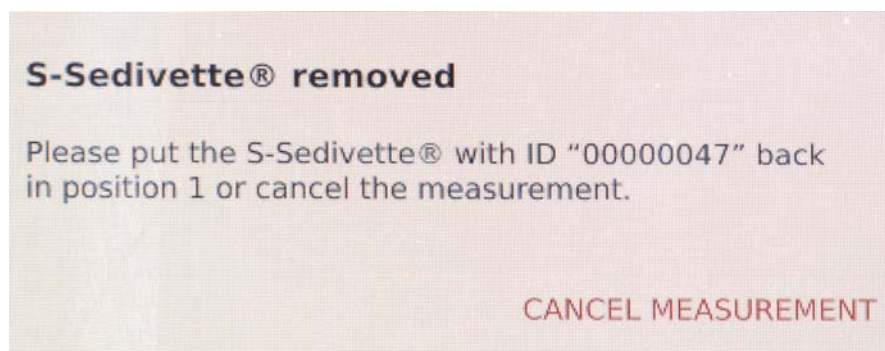 S-Sedivette® removed
Please put the S-Sedivette® with ID “00000047” back
in position 1 or cancel the measurement.
CANCEL MEASUREMENT